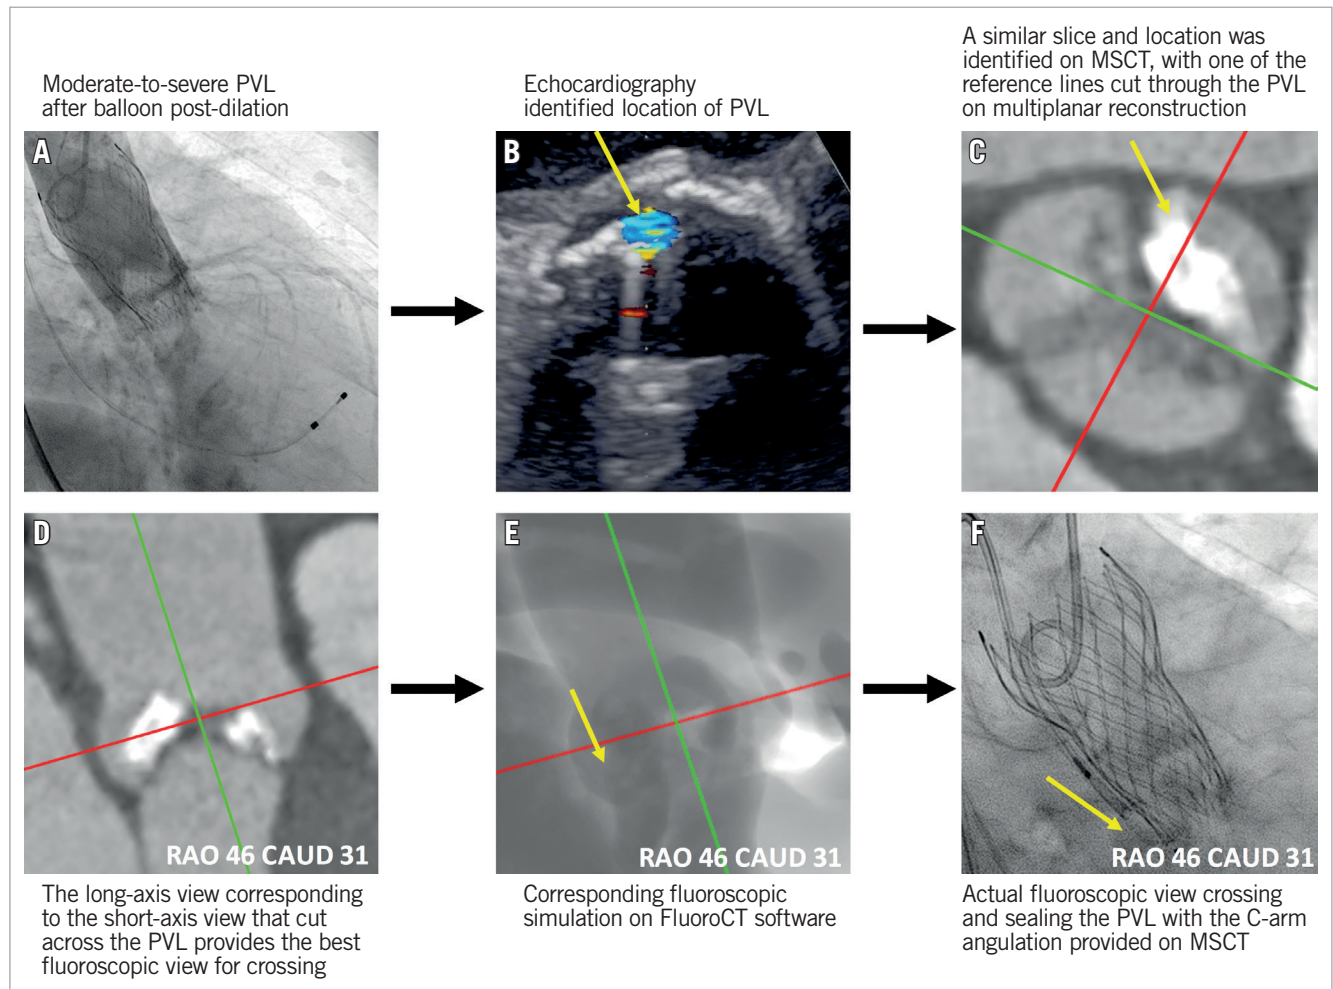 Moderate-to-severe PVL
after balloon post-dilation
Echocardiography
identified location of PVL
A similar slice and location was
identified on MSCT, with one of the
reference lines cut through the PVL
on multiplanar reconstruction
A
B
C
D
RAO 46 CAUD 31
E
RAO 46 CAUD 31
F
RAO 46 CAUD 31
The long-axis view corresponding
to the short-axis view that cut
across the PVL provides the best
fluoroscopic view for crossing
Corresponding fluoroscopic
simulation on FluoroCT software
Actual fluoroscopic view crossing
and sealing the PVL with the C-arm
angulation provided on MSCT